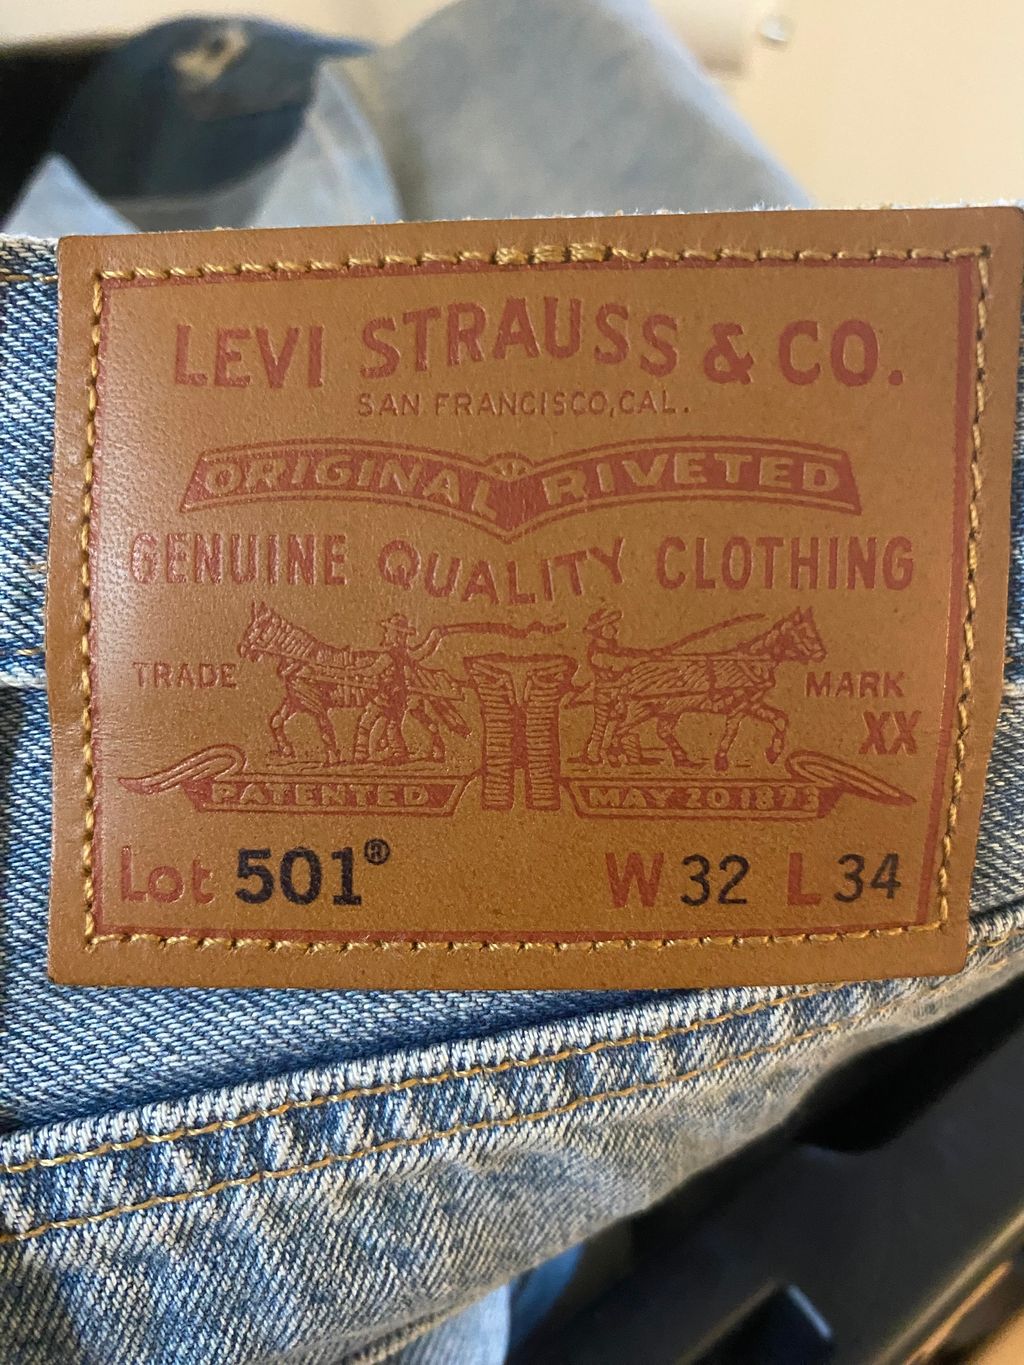 LEVI STRAUSS & CO.
SAN FRANCISCO, CAL.
ORIGINAL RIVETED
GENUINE QUALITY CLOTHING
TRADE MARK
XX
PATENTED MAY 20 1873
Lot 501® W 32 L 34